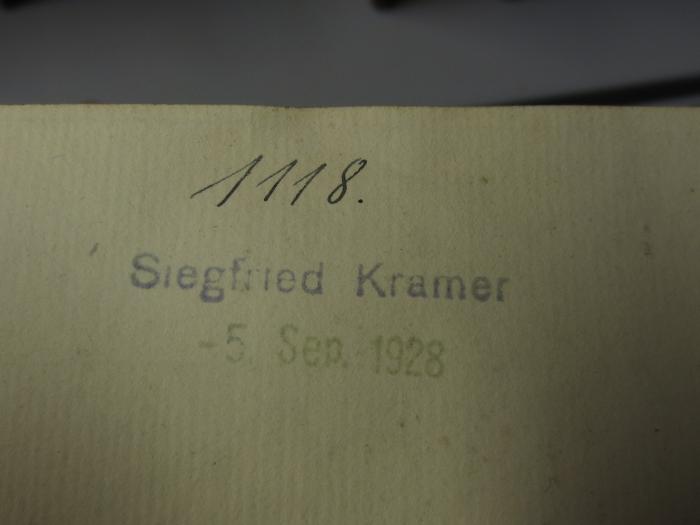 1118.
Siegfried Kramer
-5. Sep. 1928